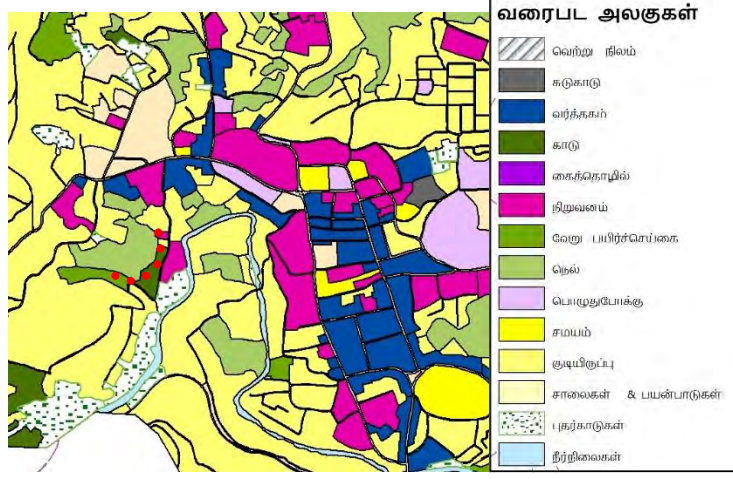 வரைபட அலகுகள்
வெற்று நிலம்
சுடுகாடு
வர்த்தகம்
காடு
கைத்தொழில்
நிறுவனம்
வேறு பயிர்ச்செய்கை
நெல்
பொழுதுபோக்கு
சமயம்
குடியிருப்பு
சாலைகள் & பயன்பாடுகள்
புதர்காடுகள்
நீர்நிலைகள்